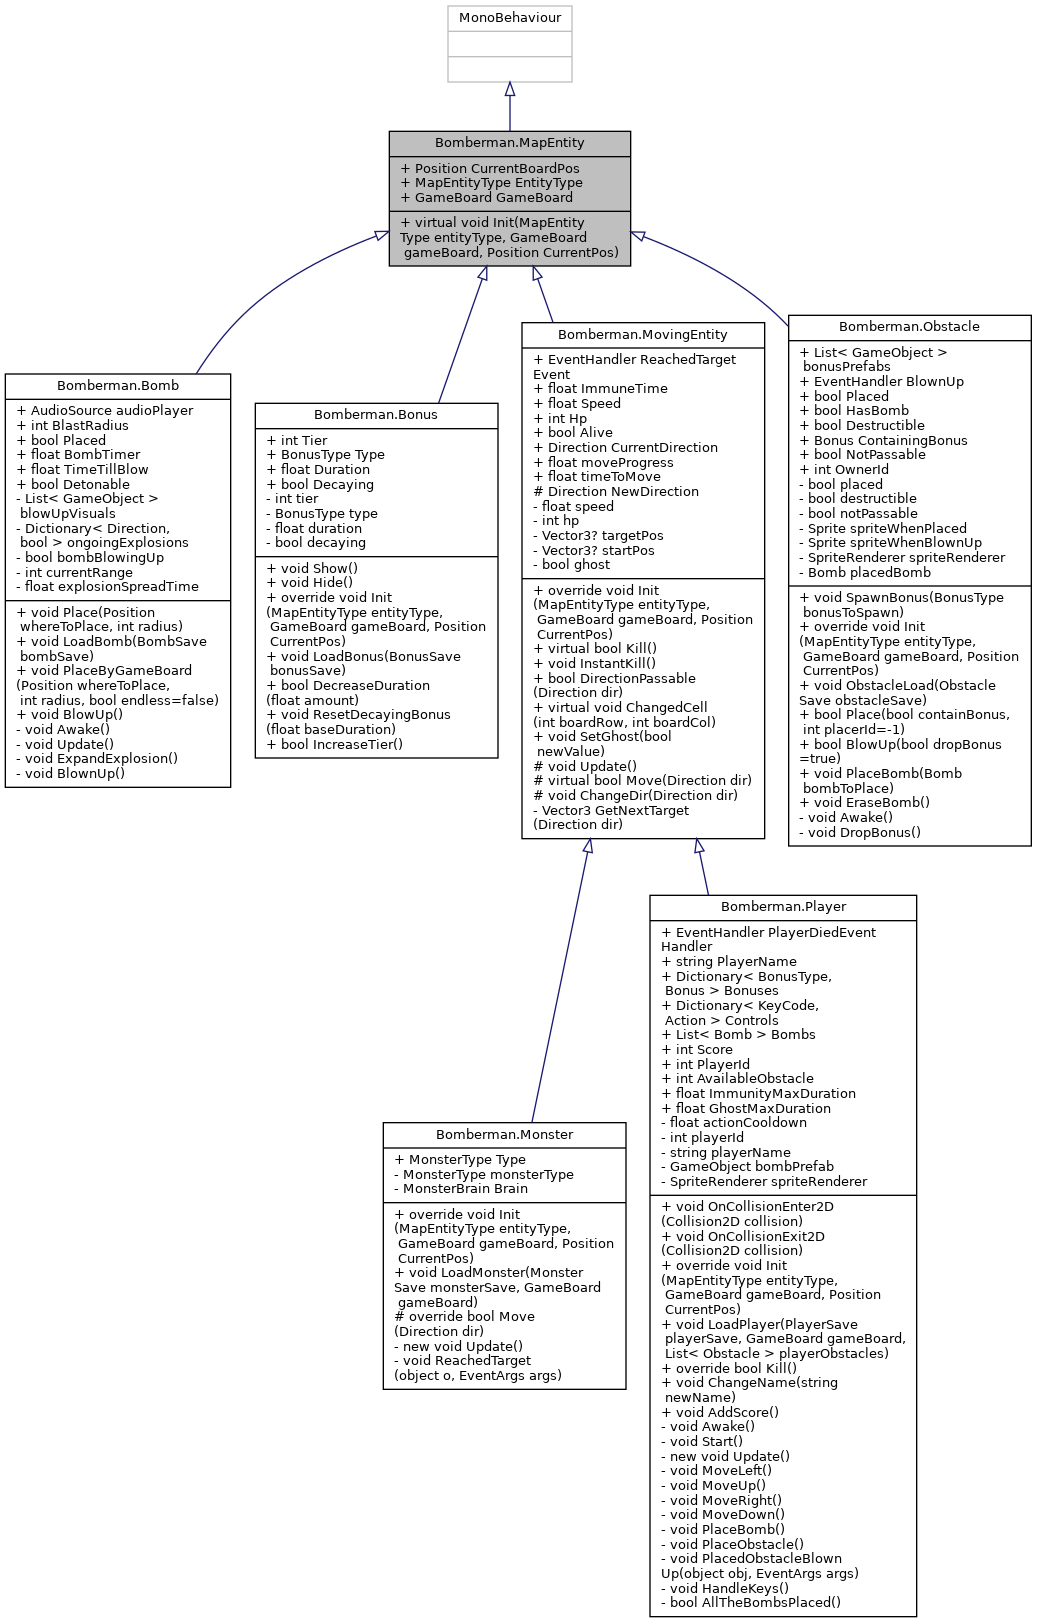 MonoBehaviour
Bomberman.MapEntity
+ Position CurrentBoardPos
+ MapEntityType EntityType
+ GameBoard GameBoard
+ virtual void Init(MapEntity
Type entityType, GameBoard
gameBoard, Position CurrentPos)
Bomberman.Bomb
+ AudioSource audioPlayer
+ int BlastRadius
+ bool Placed
+ float BombTimer
+ float TimeTillBlow
+ bool Detonable
- List< GameObject >
blowUpVisuals
- Dictionary< Direction,
bool > ongoingExplosions
- bool bombBlowingUp
- int currentRange
- float explosionSpreadTime
+ void Place(Position
whereToPlace, int radius)
+ void LoadBomb(BombSave
bombSave)
+ void PlaceByGameBoard
(Position whereToPlace,
int radius, bool endless=false)
+ void BlowUp()
- void Awake()
- void Update()
- void ExpandExplosion()
- void BlownUp()
Bomberman.Bonus
+ int Tier
+ BonusType Type
+ float Duration
+ bool Decaying
- int tier
- BonusType type
- float duration
- bool decaying
+ void Show()
+ void Hide()
+ override void Init
(MapEntityType entityType,
GameBoard gameBoard, Position
CurrentPos)
+ void LoadBonus(BonusSave
bonusSave)
+ bool DecreaseDuration
(float amount)
+ void ResetDecayingBonus
(float baseDuration)
+ bool IncreaseTier()
Bomberman.MovingEntity
+ EventHandler ReachedTarget
Event
+ float ImmuneTime
+ float Speed
+ int Hp
+ bool Alive
+ Direction CurrentDirection
+ float moveProgress
+ float timeToMove
# Direction NewDirection
- float speed
- int hp
- Vector3? targetPos
- Vector3? startPos
- bool ghost
+ override void Init
(MapEntityType entityType,
GameBoard gameBoard, Position
CurrentPos)
+ virtual bool Kill()
+ void InstantKill()
+ bool DirectionPassable
(Direction dir)
+ virtual void ChangedCell
(int boardRow, int boardCol)
+ void SetGhost(bool
newValue)
# void Update()
# virtual bool Move(Direction dir)
# void ChangeDir(Direction dir)
- Vector3 GetNextTarget
(Direction dir)
Bomberman.Obstacle
+ List< GameObject >
bonusPrefabs
+ EventHandler BlownUp
+ bool Placed
+ bool HasBomb
+ bool Destructible
+ Bonus ContainingBonus
+ bool NotPassable
+ int OwnerId
- bool placed
- bool destructible
- bool notPassable
- Sprite spriteWhenPlaced
- Sprite spriteWhenBlownUp
- SpriteRenderer spriteRenderer
- Bomb placedBomb
+ void SpawnBonus(BonusType
bonusToSpawn)
+ override void Init
(MapEntityType entityType,
GameBoard gameBoard, Position
CurrentPos)
+ void ObstacleLoad(Obstacle
Save obstacleSave)
+ bool Place(bool containBonus,
int placerId=-1)
+ bool BlowUp(bool dropBonus
=true)
+ void PlaceBomb(Bomb
bombToPlace)
+ void EraseBomb()
- void Awake()
- void DropBonus()
Bomberman.Monster
+ MonsterType Type
- MonsterType monsterType
- MonsterBrain Brain
+ override void Init
(MapEntityType entityType,
GameBoard gameBoard, Position
CurrentPos)
+ void LoadMonster(Monster
Save monsterSave, GameBoard
gameBoard)
# override bool Move
(Direction dir)
- new void Update()
- void ReachedTarget
(object o, EventArgs args)
Bomberman.Player
+ EventHandler PlayerDiedEvent
Handler
+ string PlayerName
+ Dictionary< BonusType,
Bonus > Bonuses
+ Dictionary< KeyCode,
Action > Controls
+ List< Bomb > Bombs
+ int Score
+ int PlayerId
+ int AvailableObstacle
+ float ImmunityMaxDuration
+ float GhostMaxDuration
- float actionCooldown
- int playerId
- string playerName
- GameObject bombPrefab
- SpriteRenderer spriteRenderer
+ void OnCollisionEnter2D
(Collision2D collision)
+ void OnCollisionExit2D
(Collision2D collision)
+ override void Init
(MapEntityType entityType,
GameBoard gameBoard, Position
CurrentPos)
+ void LoadPlayer(PlayerSave
playerSave, GameBoard gameBoard,
List< Obstacle > playerObstacles)
+ override bool Kill()
+ void ChangeName(string
newName)
+ void AddScore()
- void Awake()
- void Start()
- new void Update()
- void MoveLeft()
- void MoveUp()
- void MoveRight()
- void MoveDown()
- void PlaceBomb()
- void PlaceObstacle()
- void PlacedObstacleBlown
Up(object obj, EventArgs args)
- void HandleKeys()
- bool AllTheBombsPlaced()